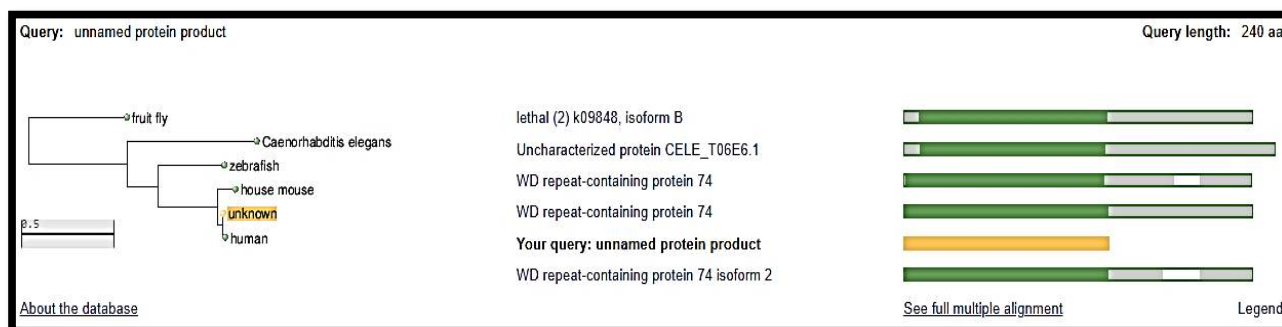 Query: unnamed protein product
Query length: 240 aa
fruit fly
lethal (2) k09848, isoform B
Caenorhabditis elegans
Uncharacterized protein CELE_T06E6.1
zebrafish
WD repeat-containing protein 74
house mouse
WD repeat-containing protein 74
unknown
Your query: unnamed protein product
human
WD repeat-containing protein 74 isoform 2
0.5
About the database
See full multiple alignment
Legend